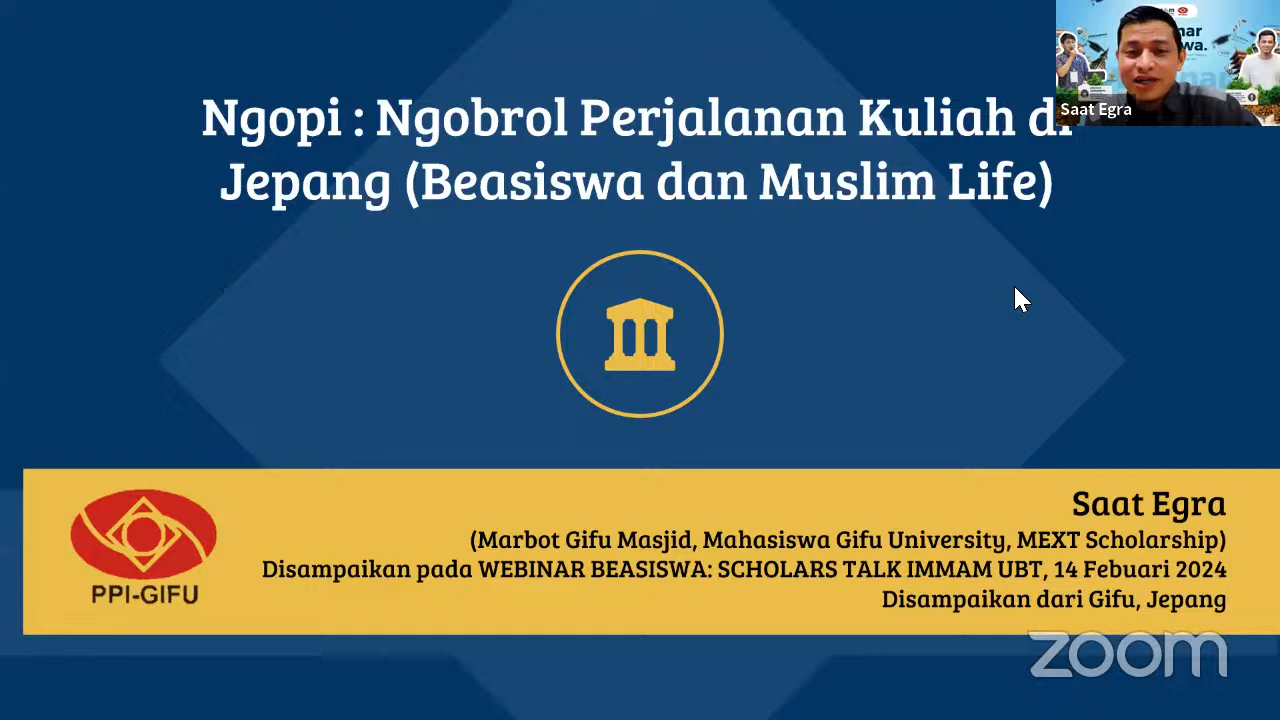 Ngopi : Ngobrol Perjalanan Kuliah di
Jepang (Beasiswa dan Muslim Life)
Saat Egra
Saat Egra
(Marbot Gifu Masjid, Mahasiswa Gifu University, MEXT Scholarship)
Disampaikan pada WEBINAR BEASISWA: SCHOLARS TALK IMMAM UBT, 14 Febuari 2024
Disampaikan dari Gifu, Jepang
PPI-GIFU
zoom